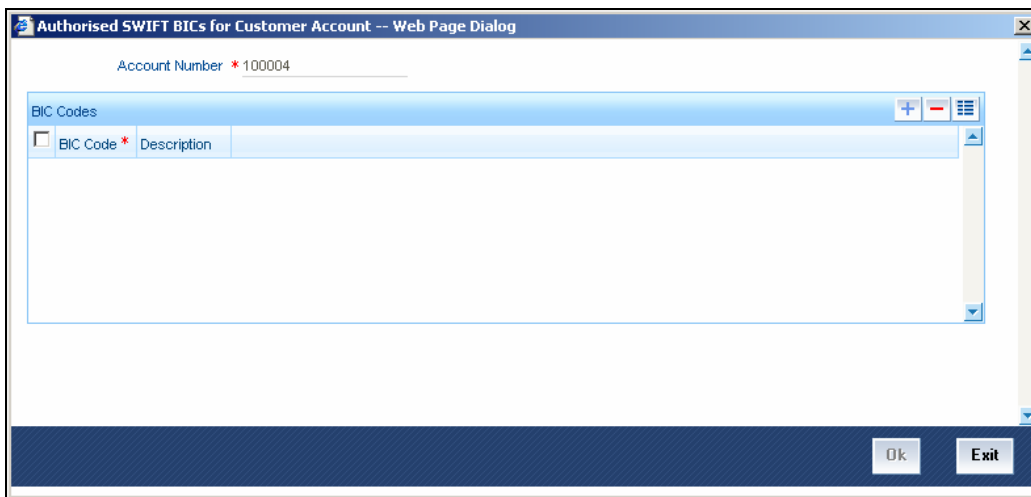 Authorised SWIFT BICs for Customer Account -- Web Page Dialog
Account Number * 100004
BIC Codes
BIC Code * Description
Ok Exit